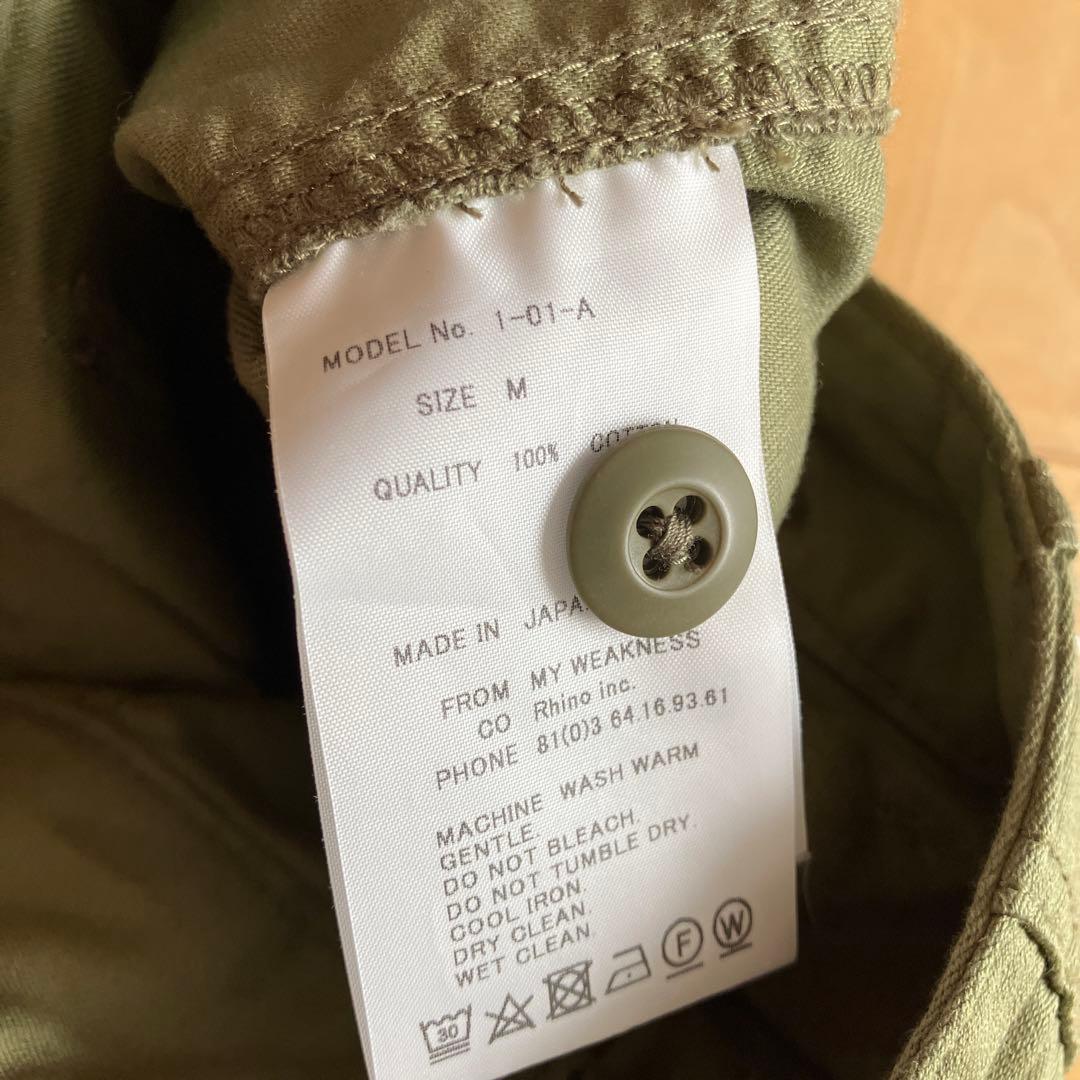 MODEL No. 1-01-A
SIZE M
QUALITY 100% COTTON
MADE IN JAPA
FROM MY WEAKNESS
CO Rhino inc.
PHONE 81(0)3 64.16.93.61
MACHINE WASH WARM
GENTLE.
DO NOT BLEACH.
DO NOT TUMBLE DRY.
COOL IRON.
DRY CLEAN.
WET CLEAN.
30 F W